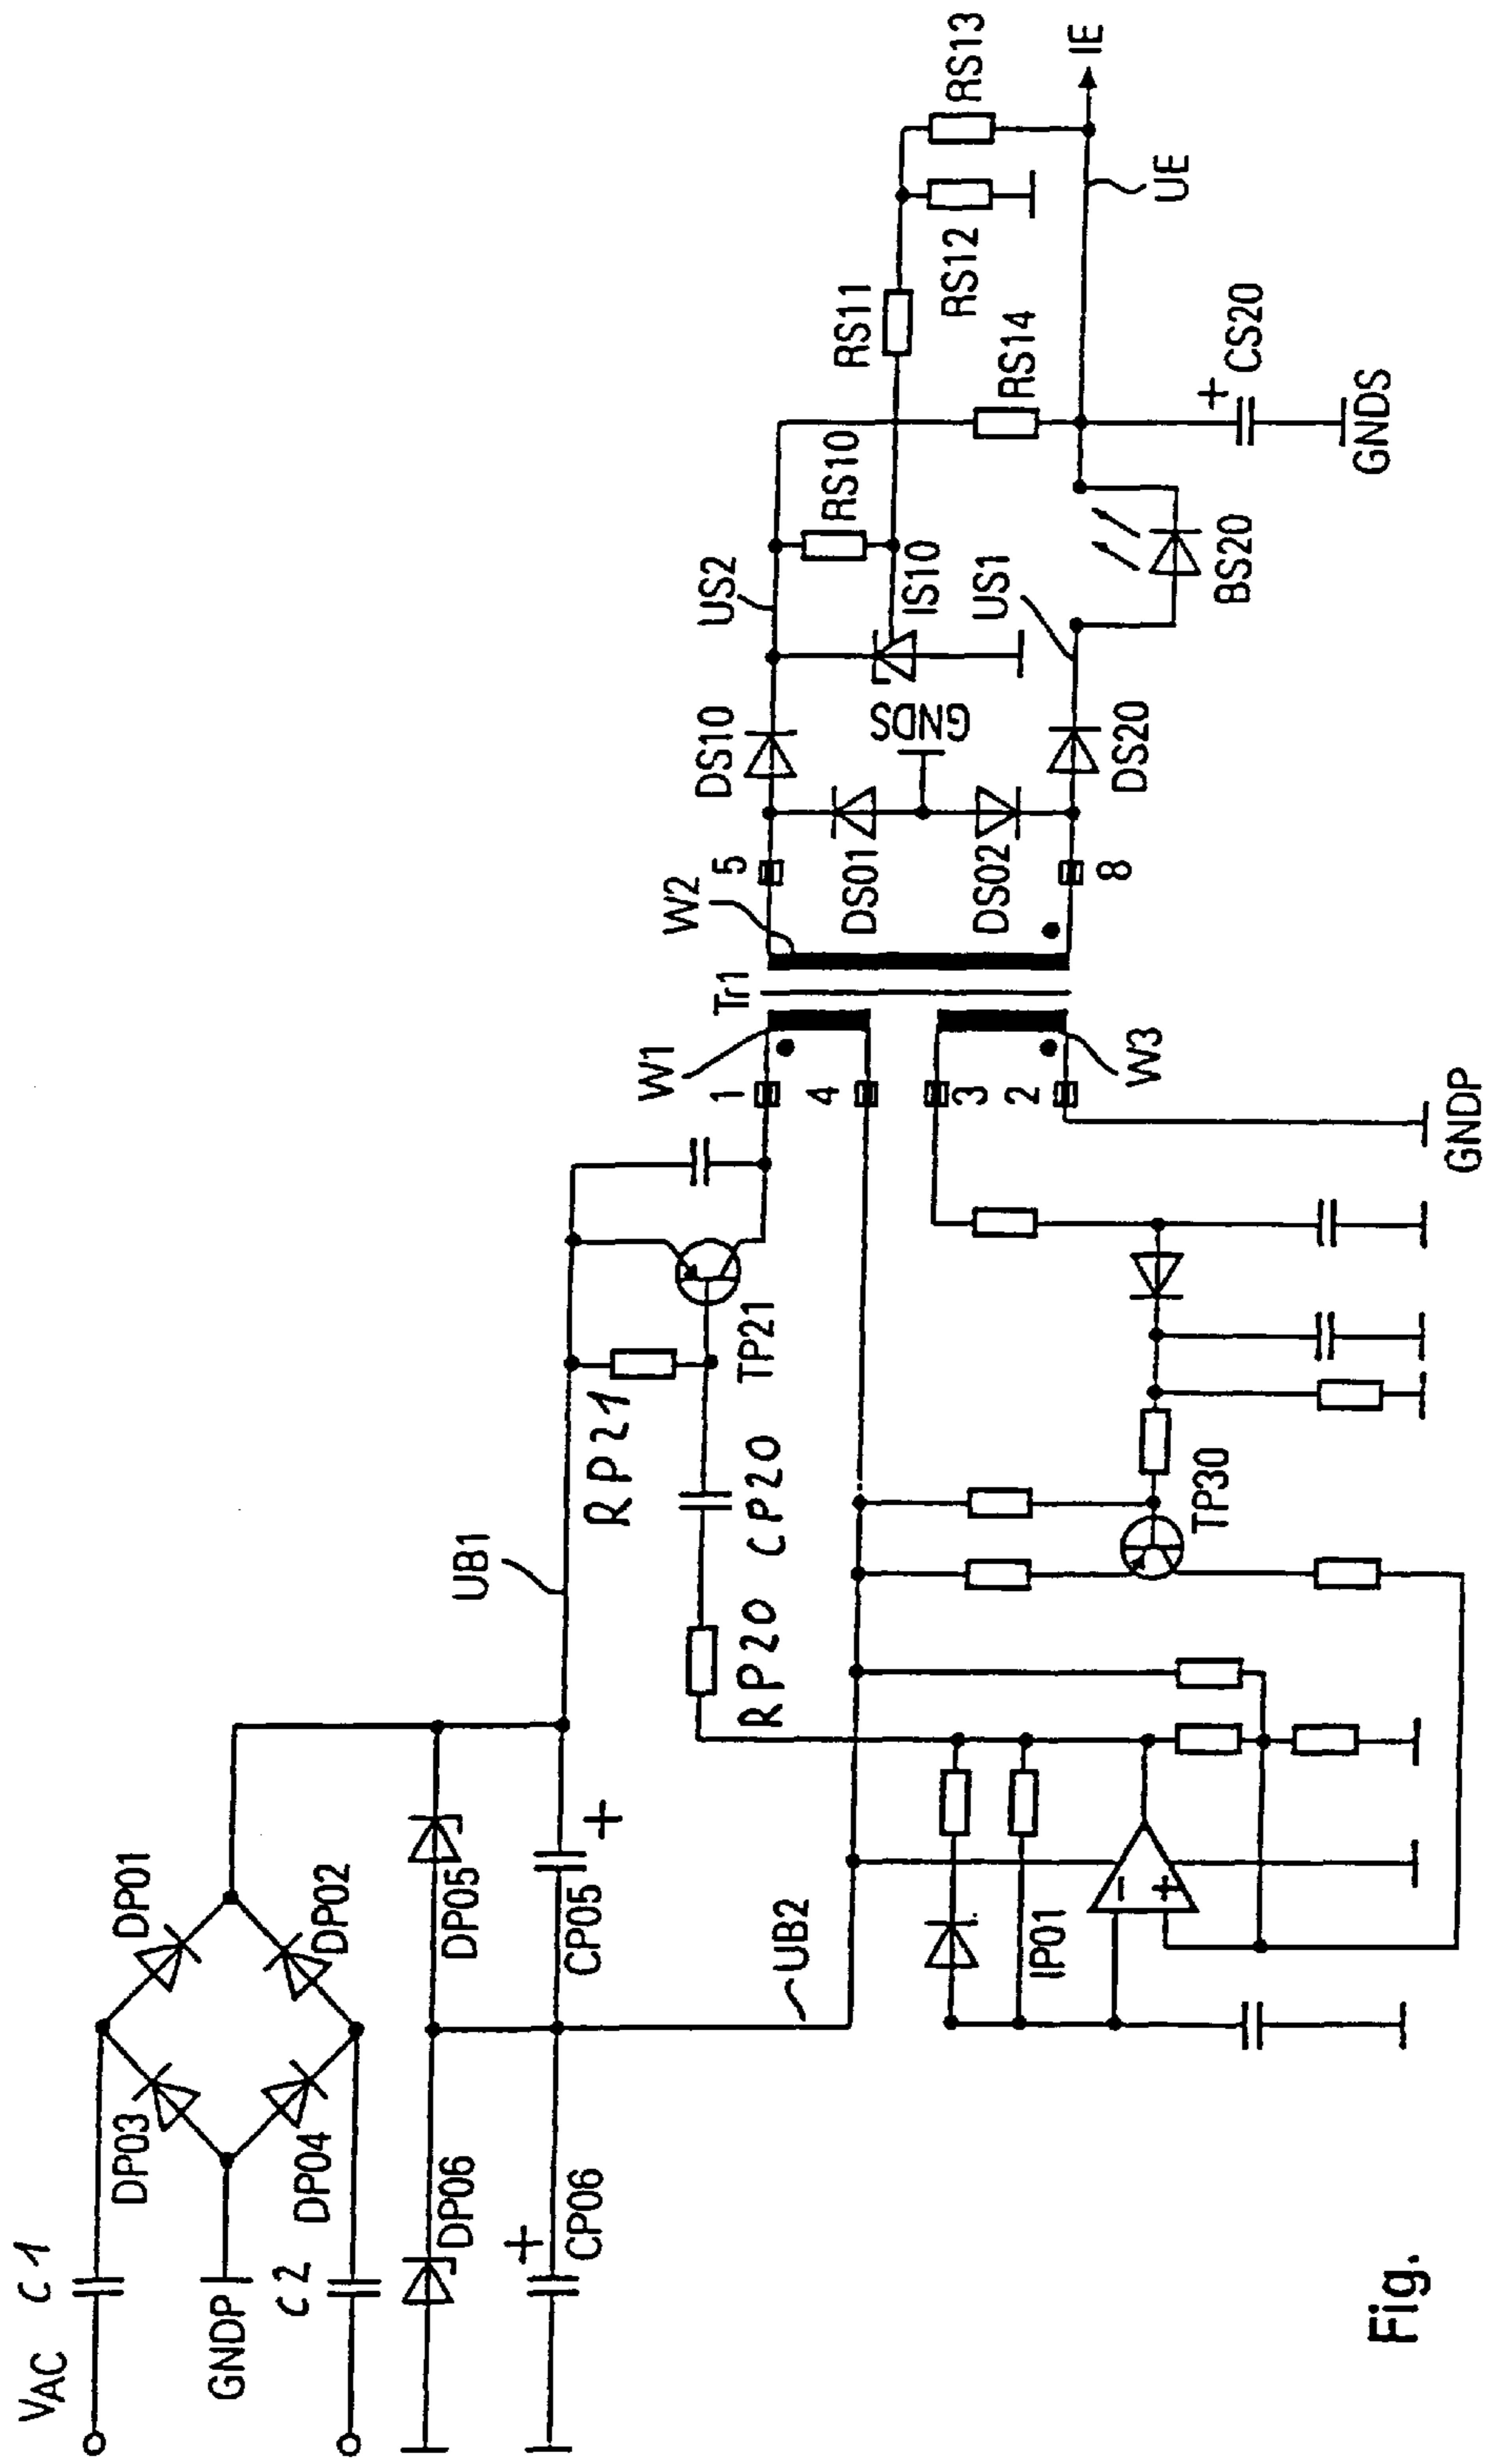 VAC
C1
GNDP
C2
DP03
DP01
DP04
DP02
DP06
DP05
CP06
+
CP05
+
UB1
UB2
RP21
RP20
CP20
TP21
IP01
−
+
TP30
GNDP
W1
1
4
3
2
W3
Tr1
W2
5
8
DS01
DS02
GNDS
DS10
DS20
US2
US1
IS10
RS10
BS20
RS11
RS14
RS12
RS13
CS20
+
GNDS
UE
IE
Fig.